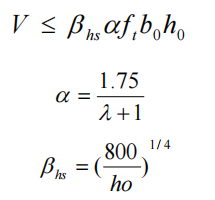 V ≤ β_hs α f_t b_0 h_0
α = 1.75 / (λ + 1)
β_hs = (800 / ho)^1/4